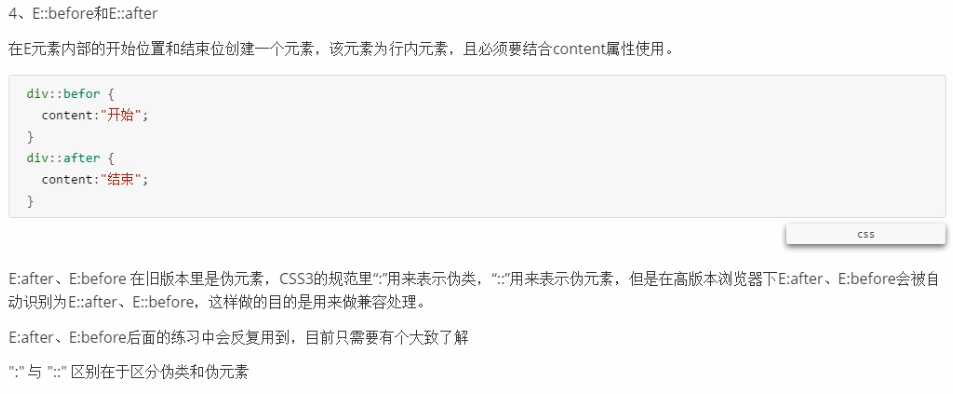 4、E::before和E::after
在E元素内部的开始位置和结束位创建一个元素，该元素为行内元素，且必须要结合content属性使用。
div::befor {
  content:"开始";
}
div::after {
  content:"结束";
}
css
E:after、E:before 在旧版本里是伪元素，CSS3的规范里“:”用来表示伪类，“::”用来表示伪元素，但是在高版本浏览器下E:after、E:before会被自
动识别为E::after、E::before，这样做的目的是用来做兼容处理。
E:after、E:before后面的练习中会反复用到，目前只需要有个大致了解
":" 与 "::" 区别在于区分伪类和伪元素